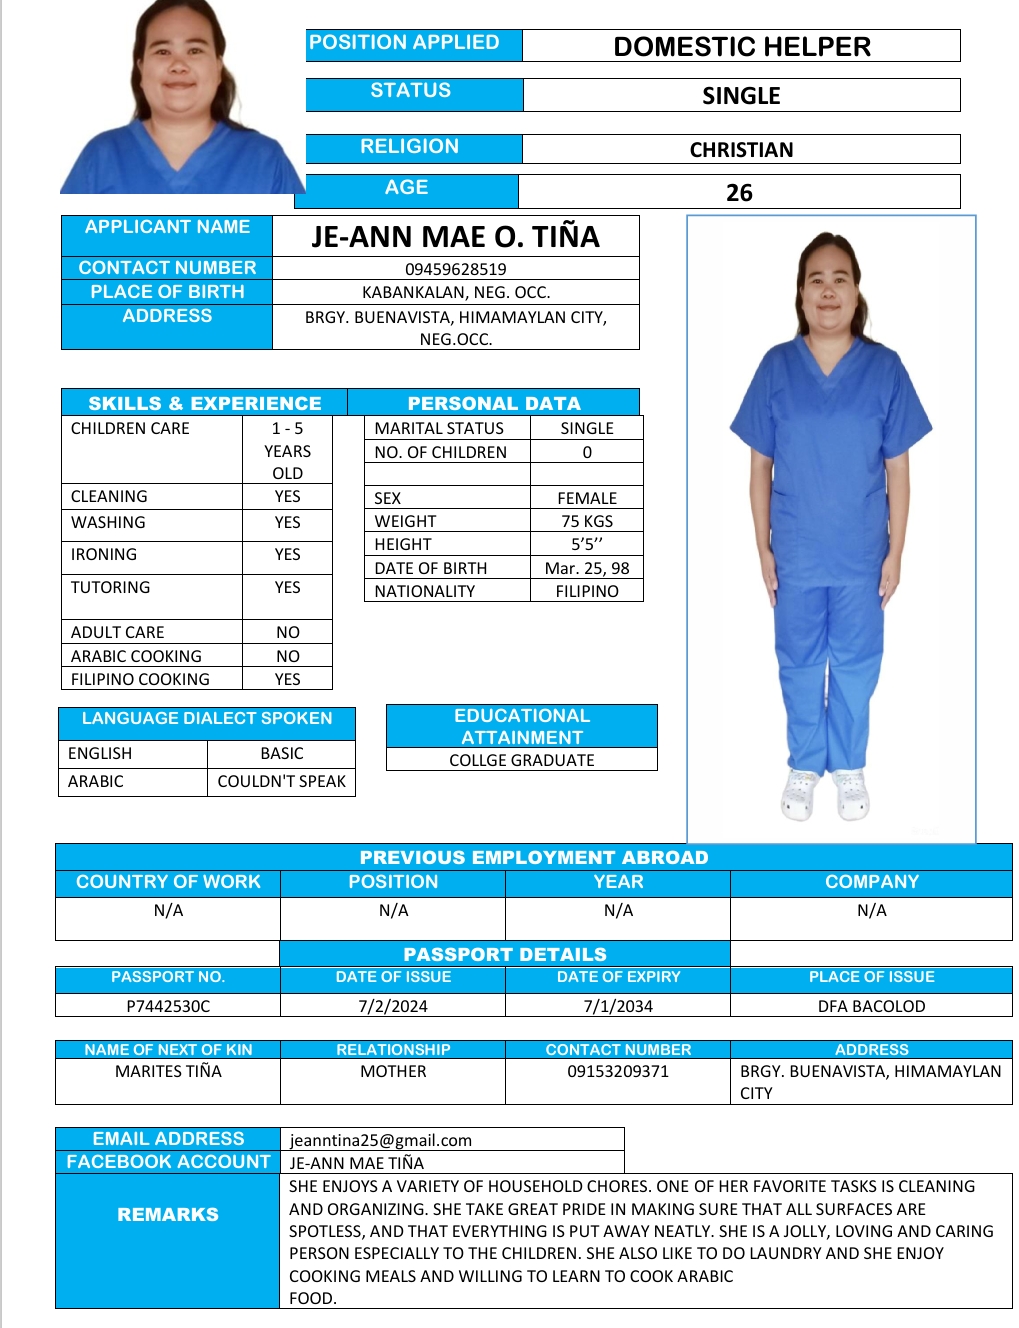 POSITION APPLIED DOMESTIC HELPER
STATUS SINGLE
RELIGION CHRISTIAN
AGE 26
APPLICANT NAME JE-ANN MAE O. TIÑA
CONTACT NUMBER 09459628519
PLACE OF BIRTH KABANKALAN, NEG. OCC.
ADDRESS BRGY. BUENAVISTA, HIMAMAYLAN CITY,
NEG.OCC.
SKILLS & EXPERIENCE
CHILDREN CARE 1 - 5
YEARS
OLD
CLEANING YES
WASHING YES
IRONING YES
TUTORING YES
ADULT CARE NO
ARABIC COOKING NO
FILIPINO COOKING YES
PERSONAL DATA
MARITAL STATUS SINGLE
NO. OF CHILDREN 0
SEX FEMALE
WEIGHT 75 KGS
HEIGHT 5’5’’
DATE OF BIRTH Mar. 25, 98
NATIONALITY FILIPINO
LANGUAGE DIALECT SPOKEN
ENGLISH BASIC
ARABIC COULDN'T SPEAK
EDUCATIONAL
ATTAINMENT
COLLGE GRADUATE
PREVIOUS EMPLOYMENT ABROAD
COUNTRY OF WORK POSITION YEAR COMPANY
N/A N/A N/A N/A
PASSPORT DETAILS
PASSPORT NO. DATE OF ISSUE DATE OF EXPIRY PLACE OF ISSUE
P7442530C 7/2/2024 7/1/2034 DFA BACOLOD
NAME OF NEXT OF KIN RELATIONSHIP CONTACT NUMBER ADDRESS
MARITES TIÑA MOTHER 09153209371 BRGY. BUENAVISTA, HIMAMAYLAN
CITY
EMAIL ADDRESS jeanntina25@gmail.com
FACEBOOK ACCOUNT JE-ANN MAE TIÑA
REMARKS
SHE ENJOYS A VARIETY OF HOUSEHOLD CHORES. ONE OF HER FAVORITE TASKS IS CLEANING
AND ORGANIZING. SHE TAKE GREAT PRIDE IN MAKING SURE THAT ALL SURFACES ARE
SPOTLESS, AND THAT EVERYTHING IS PUT AWAY NEATLY. SHE IS A JOLLY, LOVING AND CARING
PERSON ESPECIALLY TO THE CHILDREN. SHE ALSO LIKE TO DO LAUNDRY AND SHE ENJOY
COOKING MEALS AND WILLING TO LEARN TO COOK ARABIC
FOOD.